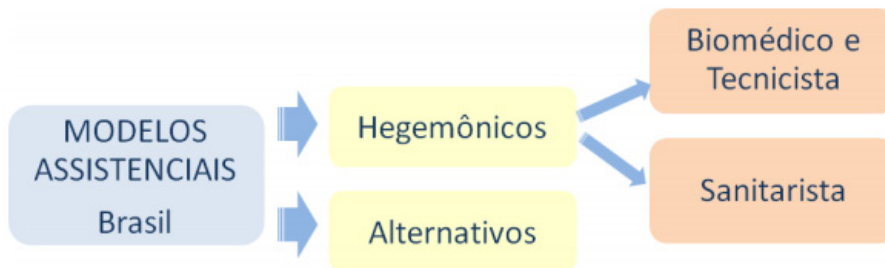 MODELOS
ASSISTENCIAIS
Brasil
Hegemônicos
Alternativos
Biomédico e
Tecnicista
Sanitarista